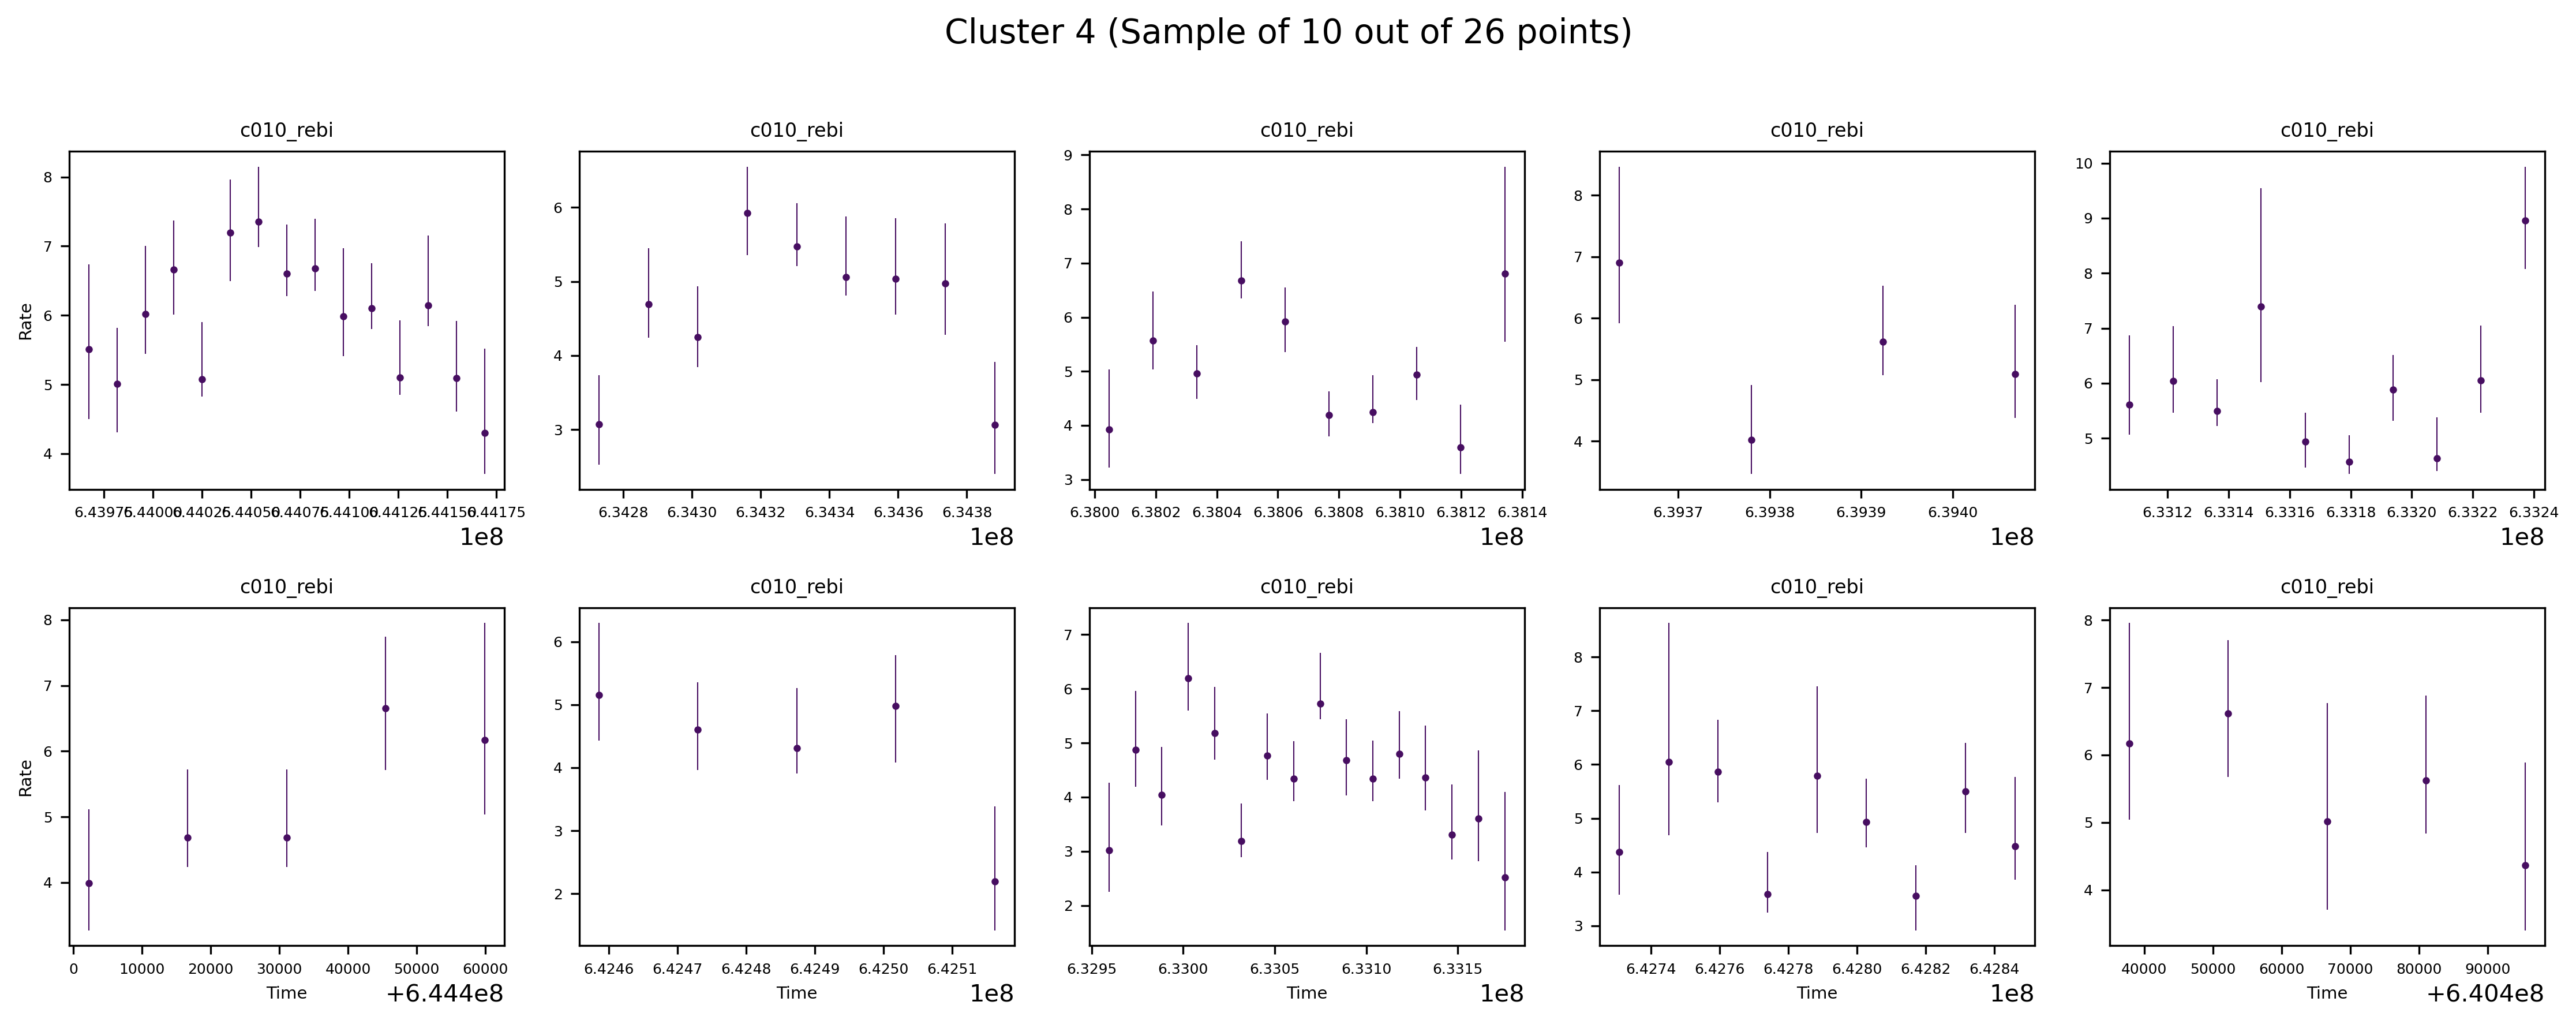 Cluster 4 (Sample of 10 out of 26 points)
c010_rebi c010_rebi c010_rebi c010_rebi c010_rebi
Rate
8
7
6
5
4
6.43975 6.44000 6.44025 6.44050 6.44075 6.44100 6.44125 6.44150 6.44175
1e8
6
5
4
3
6.3428 6.3430 6.3432 6.3434 6.3436 6.3438
1e8
9
8
7
6
5
4
3
6.3800 6.3802 6.3804 6.3806 6.3808 6.3810 6.3812 6.3814
1e8
8
7
6
5
4
6.3937 6.3938 6.3939 6.3940
1e8
10
9
8
7
6
5
6.3312 6.3314 6.3316 6.3318 6.3320 6.3322 6.3324
1e8
c010_rebi c010_rebi c010_rebi c010_rebi c010_rebi
Rate
8
7
6
5
4
0 10000 20000 30000 40000 50000 60000
Time +6.444e8
6
5
4
3
2
6.4246 6.4247 6.4248 6.4249 6.4250 6.4251
Time 1e8
7
6
5
4
3
2
6.3295 6.3300 6.3305 6.3310 6.3315
Time 1e8
8
7
6
5
4
3
6.4274 6.4276 6.4278 6.4280 6.4282 6.4284
Time 1e8
8
7
6
5
4
40000 50000 60000 70000 80000 90000
Time +6.404e8